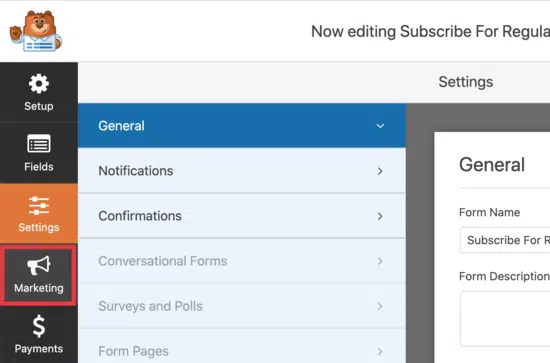 Now editing Subscribe For Regula
Settings
Setup
Fields
Settings
Marketing
Payments
General
Notifications
Confirmations
Conversational Forms
Surveys and Polls
Form Pages
General
Form Name
Subscribe For R
Form Description